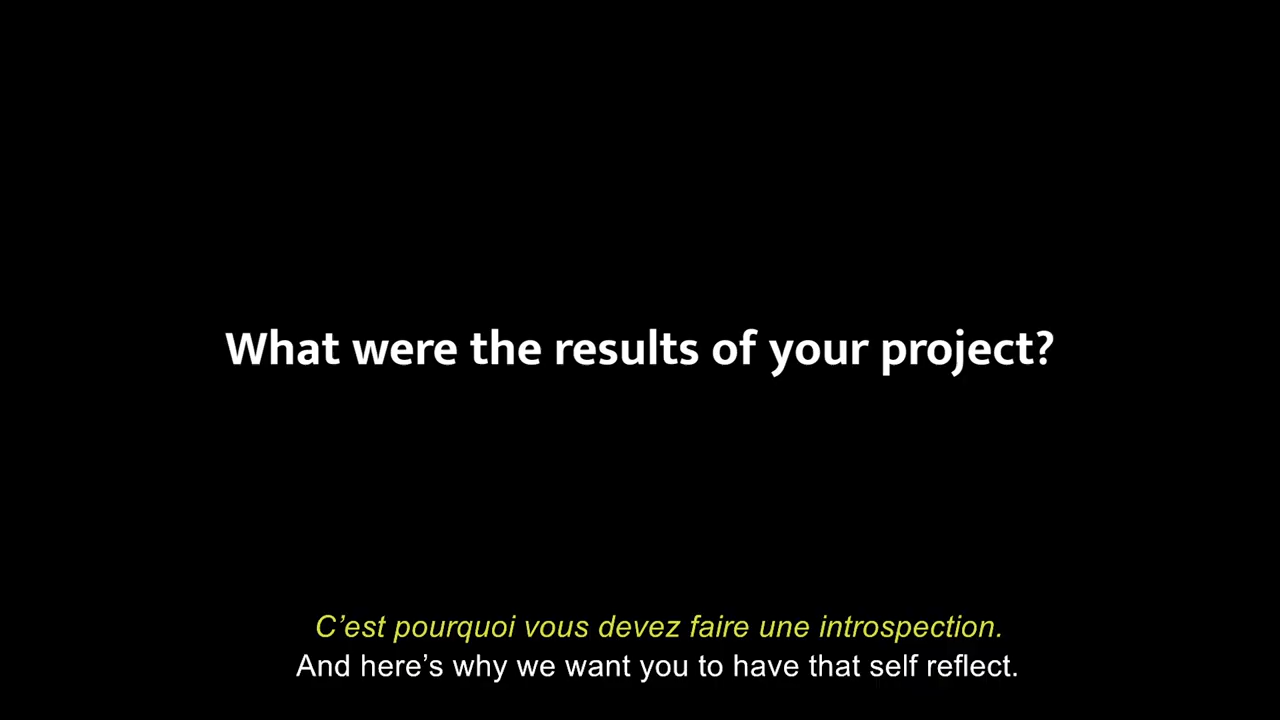 What were the results of your project?
C’est pourquoi vous devez faire une introspection.
And here’s why we want you to have that self reflect.